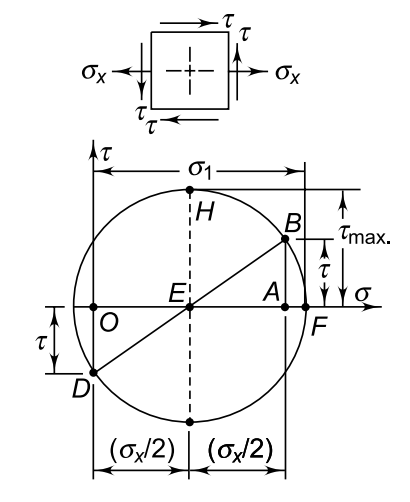 τ
τ
σx
σx
τ
τ
τ
σ1
H
B
τmax.
τ
E
A
σ
O
F
τ
D
(σx/2)
(σx/2)